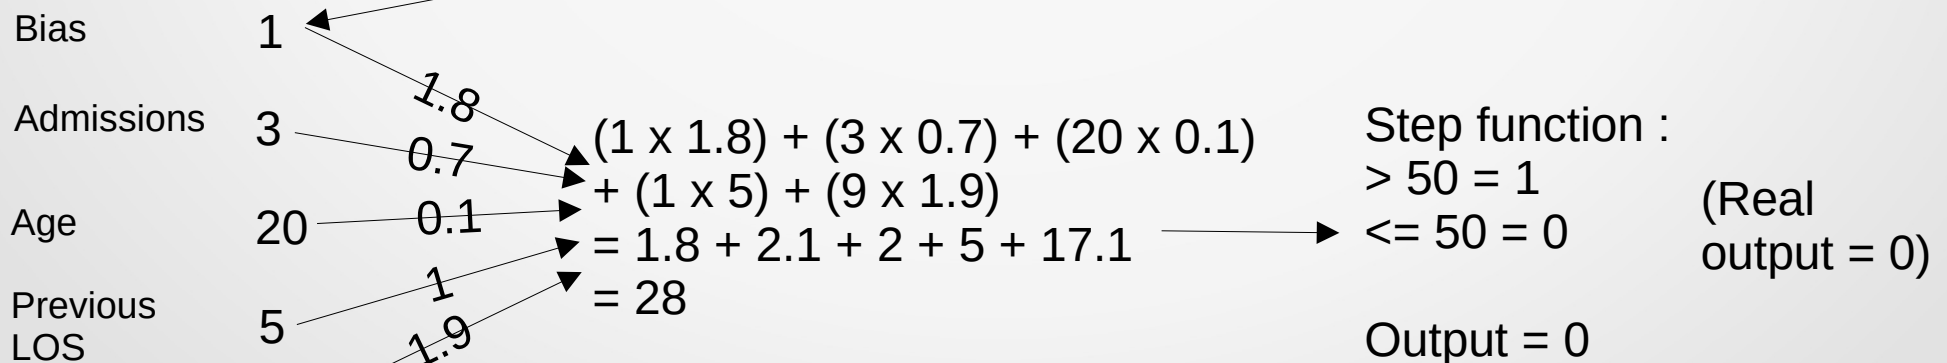 Bias 1
1.8
Admissions 3
0.7
Age 20
0.1
Previous
LOS
5
1
1.9
(1 x 1.8) + (3 x 0.7) + (20 x 0.1)
+ (1 x 5) + (9 x 1.9)
= 1.8 + 2.1 + 2 + 5 + 17.1
= 28
Step function :
> 50 = 1
<= 50 = 0
Output = 0
(Real
output = 0)